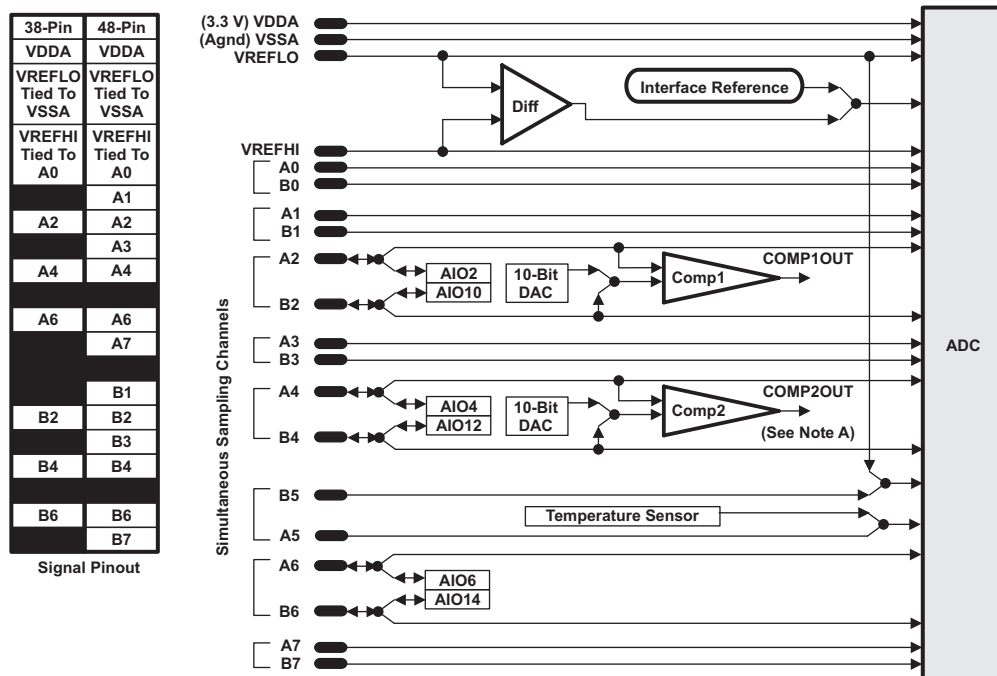 38-Pin 48-Pin
VDDA VDDA
VREFLO VREFLO
Tied To Tied To
VSSA VSSA
VREFHI VREFHI
Tied To Tied To
A0 A0
A1
A2 A2
A3
A4 A4
A6 A6
A7
B1
B2 B2
B3
B4 B4
B6 B6
B7
Signal Pinout
Simultaneous Sampling Channels
(3.3 V) VDDA
(Agnd) VSSA
VREFLO
Interface Reference
Diff
VREFHI
A0
B0
A1
B1
A2
AIO2
AIO10
10-Bit
DAC
Comp1
COMP1OUT
B2
A3
B3
ADC
A4
AIO4
AIO12
10-Bit
DAC
Comp2
COMP2OUT
(See Note A)
B4
B5
Temperature Sensor
A5
A6
AIO6
AIO14
B6
A7
B7